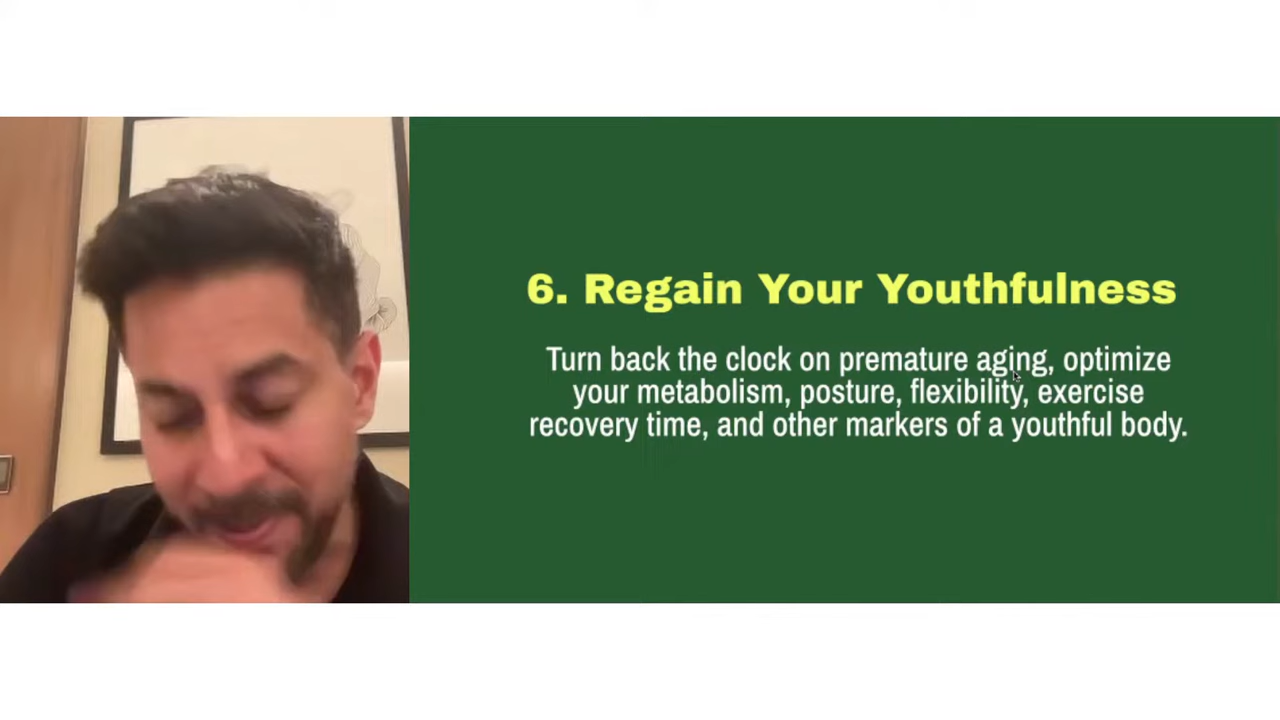 6. Regain Your Youthfulness
Turn back the clock on premature aging, optimize
your metabolism, posture, flexibility, exercise
recovery time, and other markers of a youthful body.